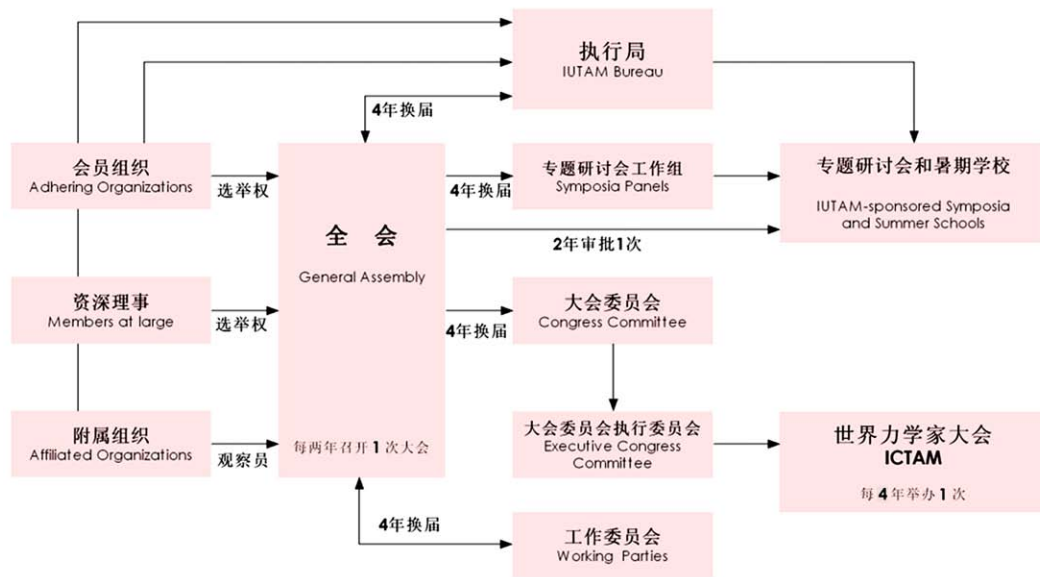 执行局
IUTAM Bureau
4年换届
会员组织
Adhering Organizations
选举权
全 会
General Assembly
每两年召开1次大会
4年换届
专题研讨会工作组
Symposia Panels
专题研讨会和暑期学校
IUTAM-sponsored Symposia
and Summer Schools
2年审批1次
资深理事
Members at large
选举权
4年换届
大会委员会
Congress Committee
附属组织
Affiliated Organizations
观察员
大会委员会执行委员会
Executive Congress
Committee
世界力学家大会
ICTAM
每4年举办1次
4年换届
工作委员会
Working Parties